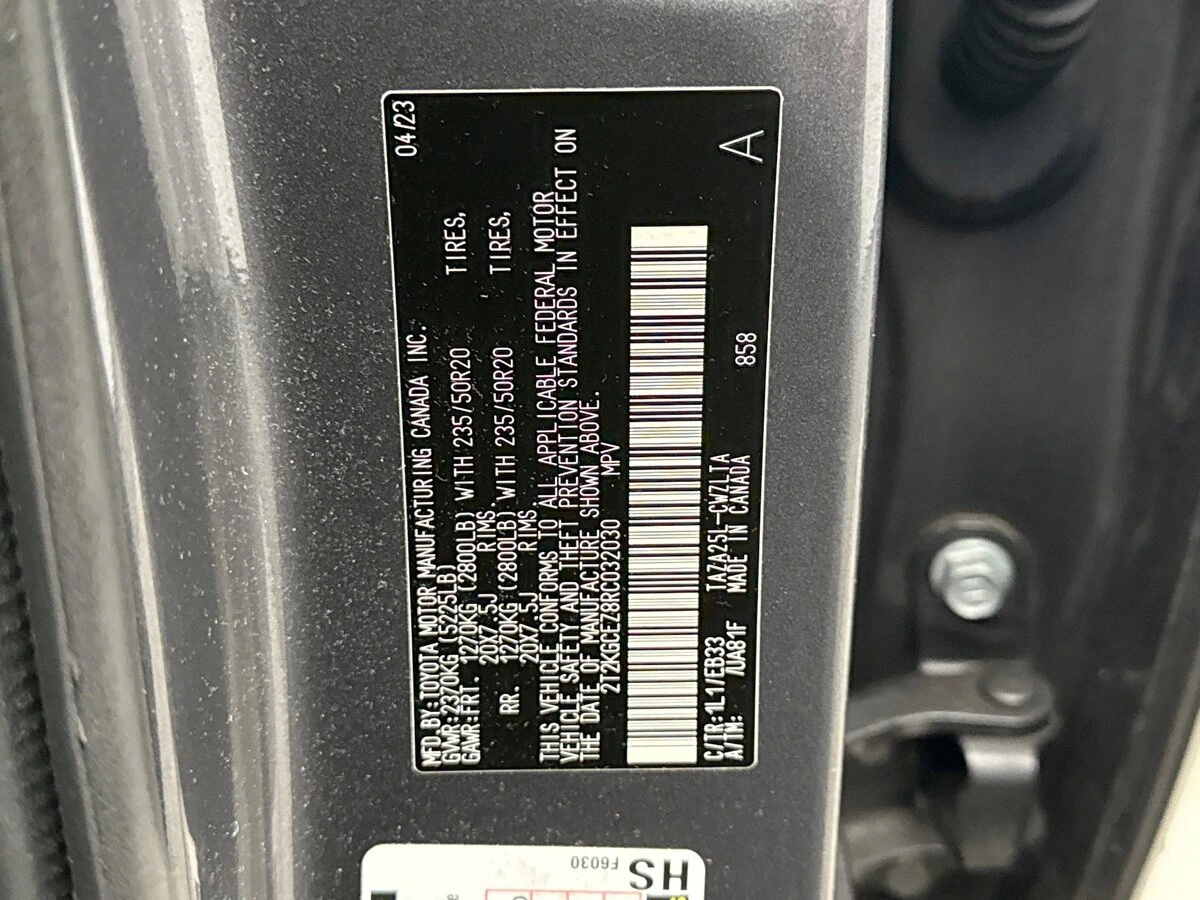 MFD.BY:TOYOTA MOTOR MANUFACTURING CANADA INC. 04/23
GVWR:2370KG (5225LB)
GAWR:FRT. 1270KG (2800LB) WITH 235/50R20 TIRES,
20X7.5J RIMS,
RR. 1270KG (2800LB) WITH 235/50R20 TIRES,
20X7.5J RIMS.
THIS VEHICLE CONFORMS TO ALL APPLICABLE FEDERAL MOTOR
VEHICLE SAFETY AND THEFT PREVENTION STANDARDS IN EFFECT ON
THE DATE OF MANUFACTURE SHOWN ABOVE.
2T2KGCEZ8RC032030 MPV
C/TR:1L1/EB33 TAZA25L-CWZLTA
A/TM: /UA81F MADE IN CANADA 858 A
HS
F6030